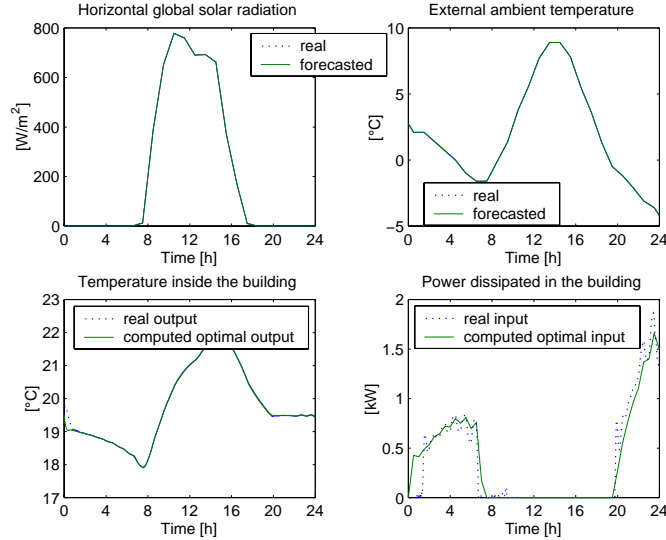 Horizontal global solar radiation
800
600
400
200
0
[W/m²]
real
forecasted
0 4 8 12 16 20 24
Time [h]
External ambient temperature
10
5
0
−5
[°C]
real
forecasted
0 4 8 12 16 20 24
Time [h]
Temperature inside the building
23
22
21
20
19
18
17
[°C]
real output
computed optimal output
0 4 8 12 16 20 24
Time [h]
Power dissipated in the building
2
1.5
1
0.5
0
[kW]
real input
computed optimal input
0 4 8 12 16 20 24
Time [h]